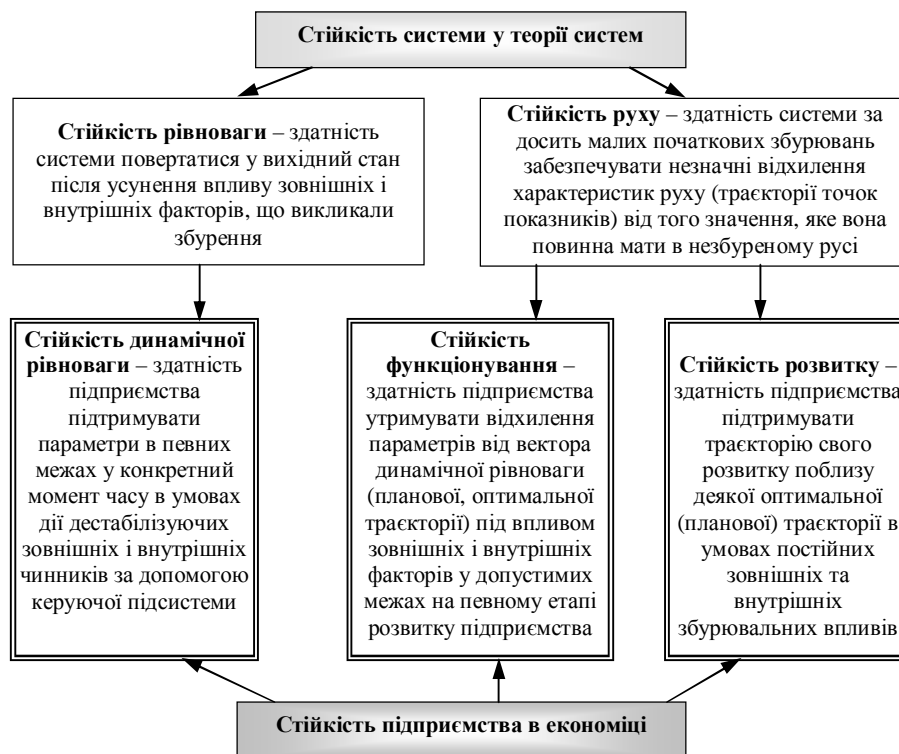 Стійкість системи у теорії систем
Стійкість рівноваги – здатність
системи повертатися у вихідний стан
після усунення впливу зовнішніх і
внутрішніх факторів, що викликали
збурення
Стійкість руху – здатність системи за
досить малих початкових збурювань
забезпечувати незначні відхилення
характеристик руху (траєкторії точок
показників) від того значення, яке вона
повинна мати в незбуреному русі
Стійкість динамічної
рівноваги – здатність
підприємства
підтримувати
параметри в певних
межах у конкретний
момент часу в умовах
дії дестабілізуючих
зовнішніх і внутрішніх
чинників за допомогою
керуючої підсистеми
Стійкість
функціонування –
здатність підприємства
утримувати відхилення
параметрів від вектора
динамічної рівноваги
(планової, оптимальної
траєкторії) під впливом
зовнішніх і внутрішніх
факторів у допустимих
межах на певному етапі
розвитку підприємства
Стійкість розвитку –
здатність підприємства
підтримувати
траєкторію свого
розвитку поблизу
деякої оптимальної
(планової) траєкторії в
умовах постійних
зовнішніх та
внутрішніх
збурювальних впливів
Стійкість підприємства в економіці